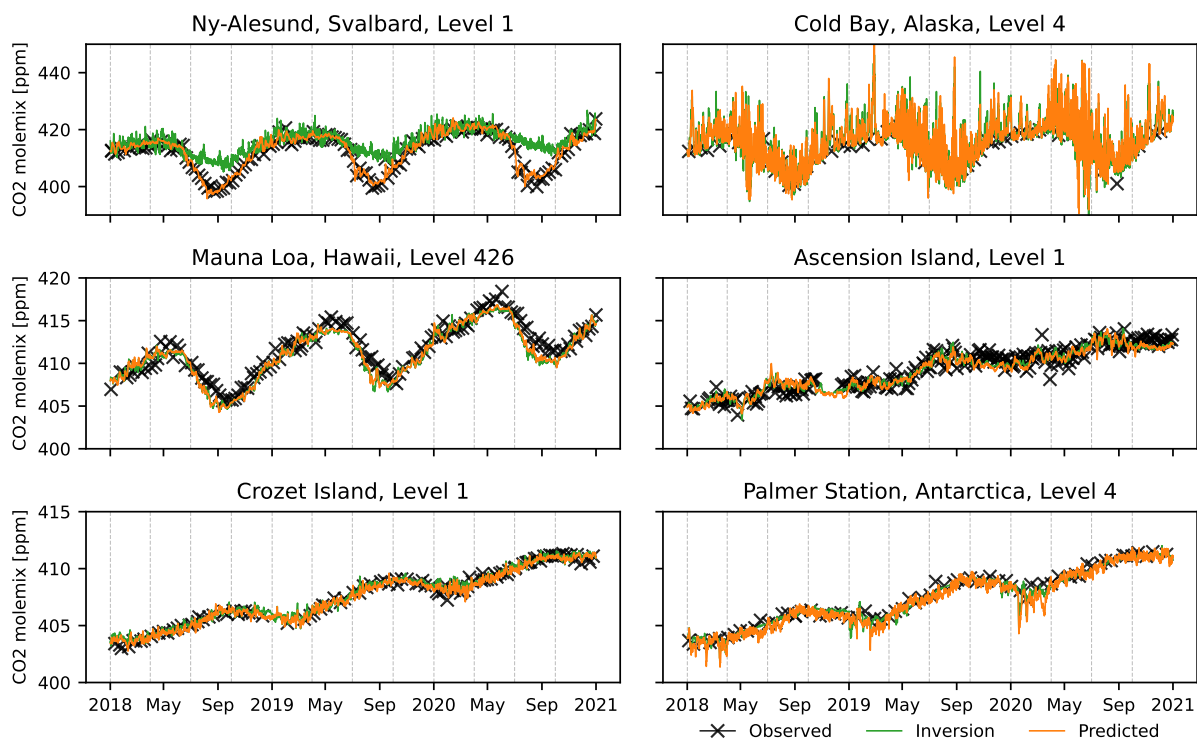 Ny-Alesund, Svalbard, Level 1
Cold Bay, Alaska, Level 4
CO2 molemix [ppm]
440
420
400
Mauna Loa, Hawaii, Level 426
Ascension Island, Level 1
CO2 molemix [ppm]
420
415
410
405
400
Crozet Island, Level 1
Palmer Station, Antarctica, Level 4
CO2 molemix [ppm]
415
410
405
400
2018 May Sep 2019 May Sep 2020 May Sep 2021
2018 May Sep 2019 May Sep 2020 May Sep 2021
Observed Inversion Predicted